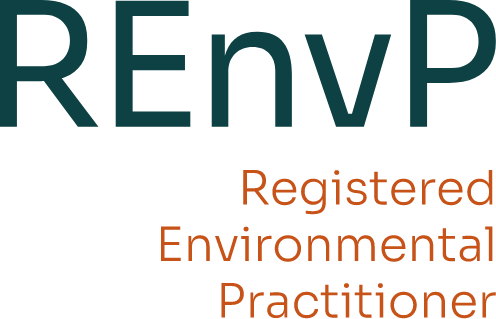 REnvP
Registered
Environmental
Practitioner